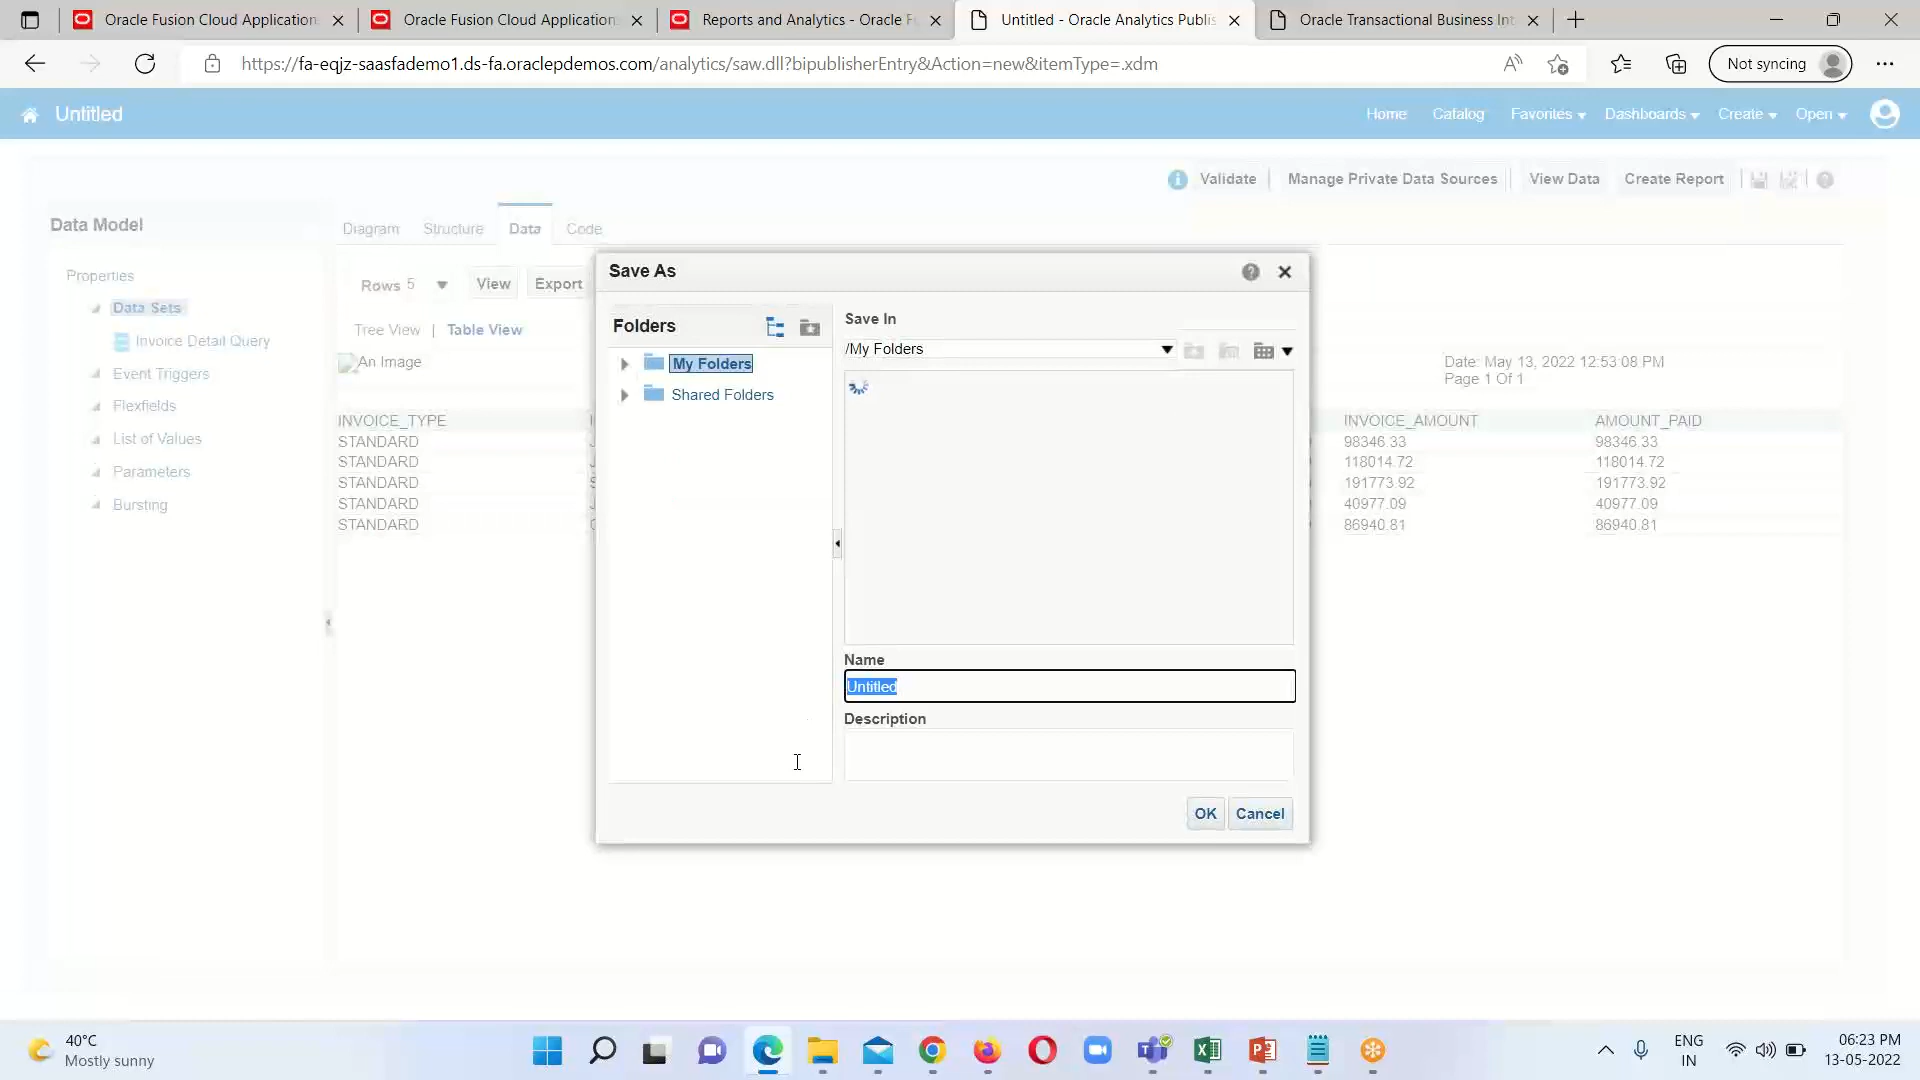 Oracle Fusion Cloud Application
Oracle Fusion Cloud Application
Reports and Analytics - Oracle F
Untitled - Oracle Analytics Publis
Oracle Transactional Business Int
https://fa-eqjz-saasfademo1.ds-fa.oraclepdemos.com/analytics/saw.dll?bipublisherEntry&Action=new&itemType=.xdm
Not syncing
Untitled
Home Catalog Favorites Dashboards Create Open
Validate Manage Private Data Sources View Data Create Report
Data Model
Diagram Structure Data Code
Properties
Data Sets
Invoice Detail Query
Event Triggers
Flexfields
List of Values
Parameters
Bursting
Rows 5 View Export
Tree View | Table View
An Image
Date: May 13, 2022 12:53:08 PM
Page 1 Of 1
INVOICE_TYPE INVOICE_AMOUNT AMOUNT_PAID
STANDARD 98346.33 98346.33
STANDARD 118014.72 118014.72
STANDARD 191773.92 191773.92
STANDARD 40977.09 40977.09
STANDARD 86940.81 86940.81
Save As
Folders
My Folders
Shared Folders
Save In
/My Folders
Name
Untitled
Description
OK Cancel
40°C
Mostly sunny
ENG
IN
06:23 PM
13-05-2022